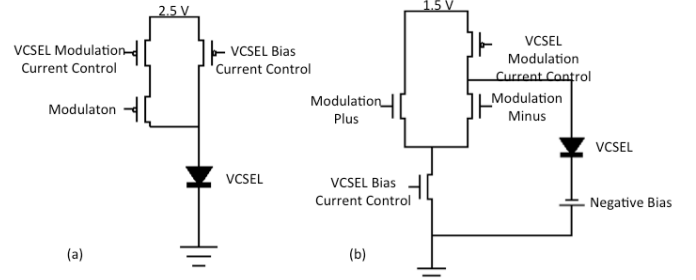 2.5 V
VCSEL Modulation
Current Control
VCSEL Bias
Current Control
Modulaton
VCSEL
(a)
1.5 V
VCSEL
Modulation
Current Control
Modulation
Plus
Modulation
Minus
VCSEL
VCSEL Bias
Current Control
Negative Bias
(b)